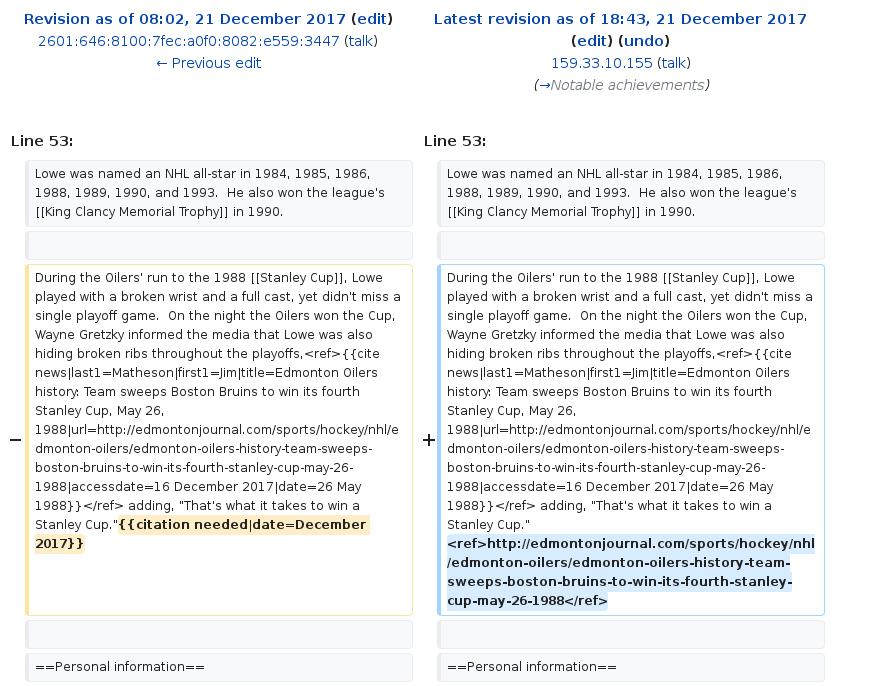 Revision as of 08:02, 21 December 2017 (edit)
2601:646:8100:7fec:a0f0:8082:e559:3447 (talk)
← Previous edit
Latest revision as of 18:43, 21 December 2017
(edit) (undo)
159.33.10.155 (talk)
(→Notable achievements)
Line 53:
Line 53:
Lowe was named an NHL all-star in 1984, 1985, 1986,
1988, 1989, 1990, and 1993.  He also won the league's
[[King Clancy Memorial Trophy]] in 1990.
Lowe was named an NHL all-star in 1984, 1985, 1986,
1988, 1989, 1990, and 1993.  He also won the league's
[[King Clancy Memorial Trophy]] in 1990.
−
During the Oilers' run to the 1988 [[Stanley Cup]], Lowe
played with a broken wrist and a full cast, yet didn't miss a
single playoff game.  On the night the Oilers won the Cup,
Wayne Gretzky informed the media that Lowe was also
hiding broken ribs throughout the playoffs,<ref>{{cite
news|last1=Matheson|first1=Jim|title=Edmonton Oilers
history: Team sweeps Boston Bruins to win its fourth
Stanley Cup, May 26,
1988|url=http://edmontonjournal.com/sports/hockey/nhl/e
dmonton-oilers/edmonton-oilers-history-team-sweeps-
boston-bruins-to-win-its-fourth-stanley-cup-may-26-
1988|accessdate=16 December 2017|date=26 May
1988}}</ref> adding, "That's what it takes to win a
Stanley Cup."{{citation needed|date=December
2017}}
+
During the Oilers' run to the 1988 [[Stanley Cup]], Lowe
played with a broken wrist and a full cast, yet didn't miss a
single playoff game.  On the night the Oilers won the Cup,
Wayne Gretzky informed the media that Lowe was also
hiding broken ribs throughout the playoffs,<ref>{{cite
news|last1=Matheson|first1=Jim|title=Edmonton Oilers
history: Team sweeps Boston Bruins to win its fourth
Stanley Cup, May 26,
1988|url=http://edmontonjournal.com/sports/hockey/nhl/e
dmonton-oilers/edmonton-oilers-history-team-sweeps-
boston-bruins-to-win-its-fourth-stanley-cup-may-26-
1988|accessdate=16 December 2017|date=26 May
1988}}</ref> adding, "That's what it takes to win a
Stanley Cup."
<ref>http://edmontonjournal.com/sports/hockey/nhl
/edmonton-oilers/edmonton-oilers-history-team-
sweeps-boston-bruins-to-win-its-fourth-stanley-
cup-may-26-1988</ref>
==Personal information==
==Personal information==